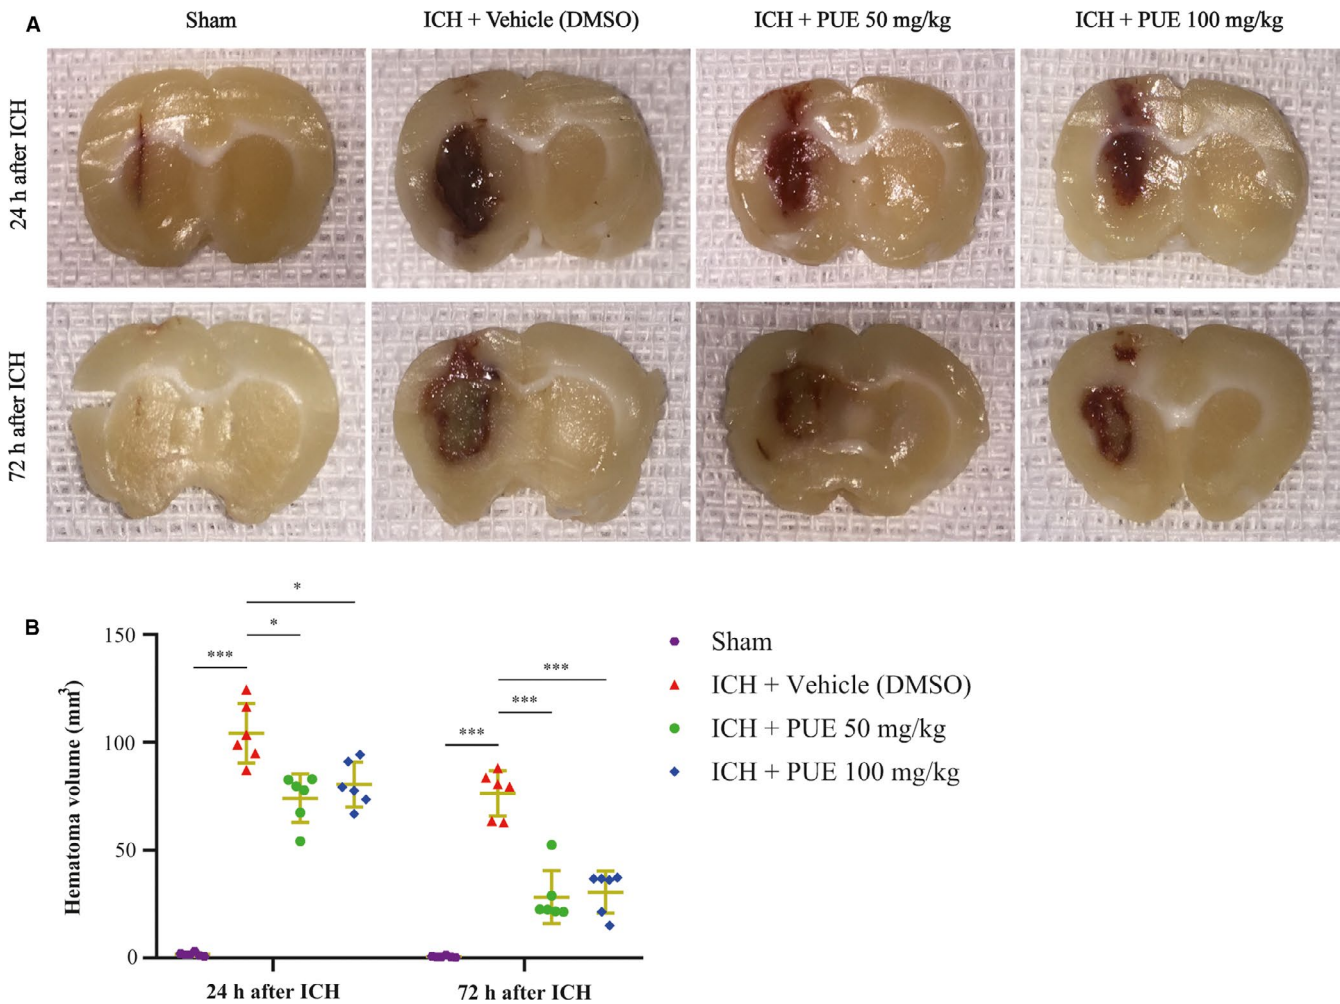 A
Sham
ICH + Vehicle (DMSO)
ICH + PUE 50 mg/kg
ICH + PUE 100 mg/kg
24 h after ICH
72 h after ICH
B
Hematoma volume (mm³)
150
100
50
0
***
*
*
***
***
***
24 h after ICH
72 h after ICH
Sham
ICH + Vehicle (DMSO)
ICH + PUE 50 mg/kg
ICH + PUE 100 mg/kg